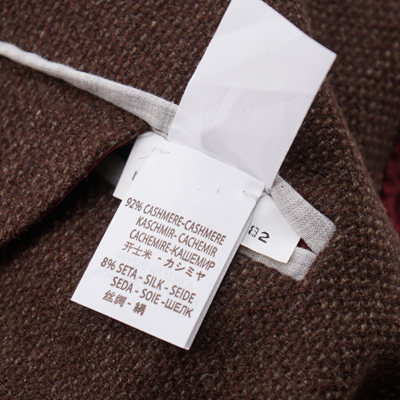 92% CASHMERE-CASHMERE
KASCHMIR- CACHEMIR
CACHEMIRE-КАШЕМИР
开士米 - カシミヤ
8% SETA - SILK - SEIDE
SEDA - SOIE -ШЕЛК
丝绸 - 絹